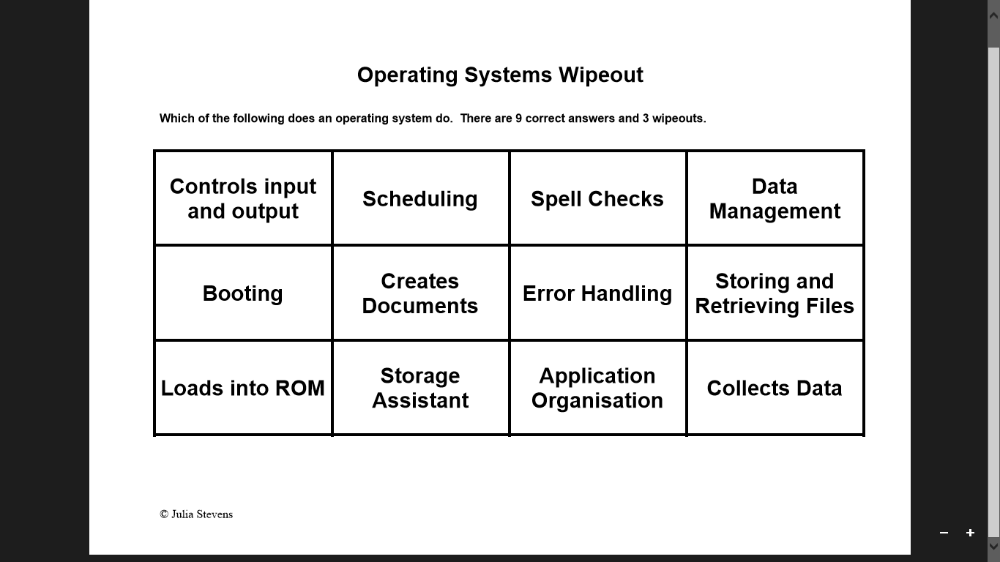 Operating Systems Wipeout
Which of the following does an operating system do.  There are 9 correct answers and 3 wipeouts.
Controls input
and output
Scheduling
Spell Checks
Data
Management
Booting
Creates
Documents
Error Handling
Storing and
Retrieving Files
Loads into ROM
Storage
Assistant
Application
Organisation
Collects Data
© Julia Stevens